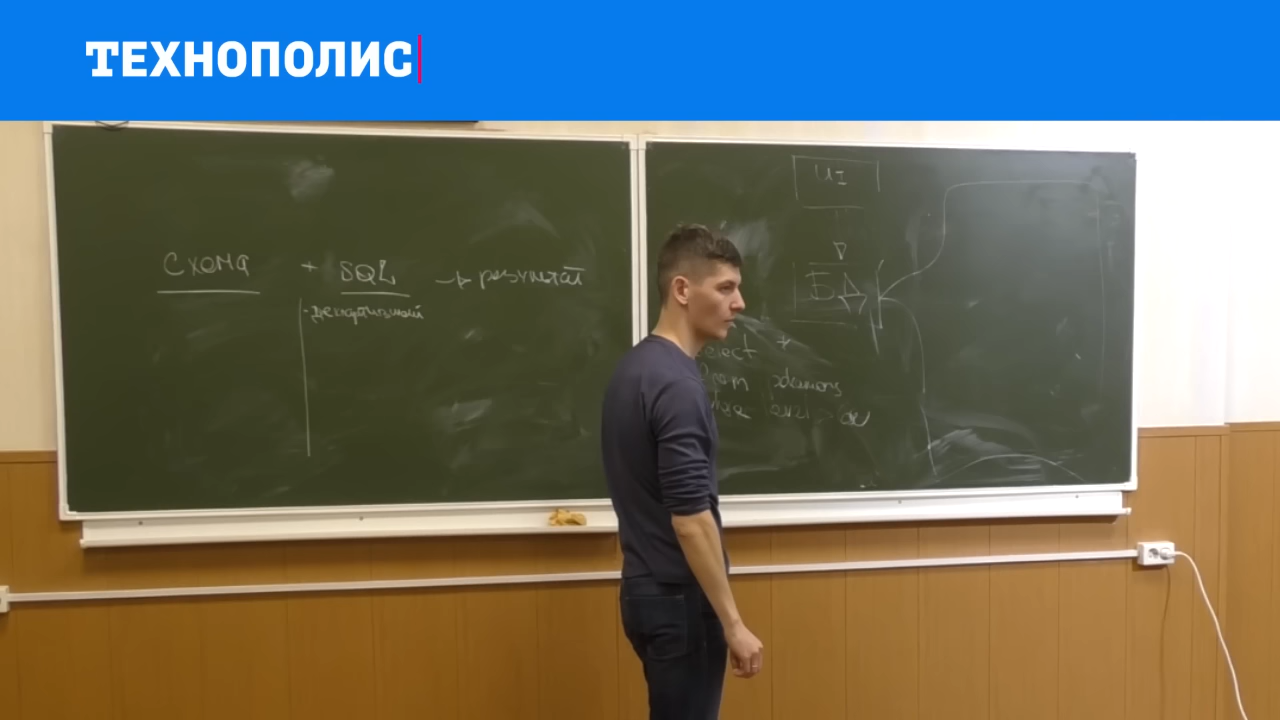 ТЕХНОПОЛИС
Схема + SQL → результат
- декларативный
UI
БД
select *
from